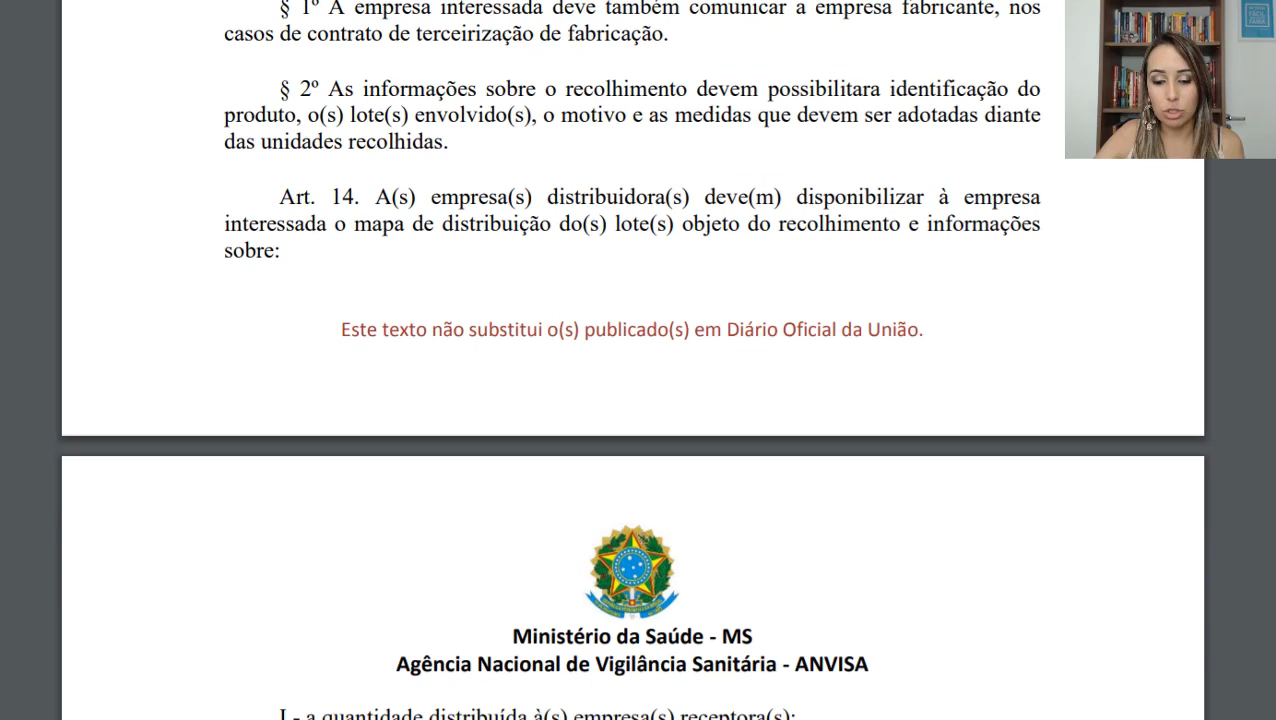 § 1º A empresa interessada deve também comunicar a empresa fabricante, nos
casos de contrato de terceirização de fabricação.
§ 2º As informações sobre o recolhimento devem possibilitara identificação do
produto, o(s) lote(s) envolvido(s), o motivo e as medidas que devem ser adotadas diante
das unidades recolhidas.
Art. 14. A(s) empresa(s) distribuidora(s) deve(m) disponibilizar à empresa
interessada o mapa de distribuição do(s) lote(s) objeto do recolhimento e informações
sobre:
Este texto não substitui o(s) publicado(s) em Diário Oficial da União.
Ministério da Saúde - MS
Agência Nacional de Vigilância Sanitária - ANVISA
I - a quantidade distribuída à(s) empresa(s) receptora(s);